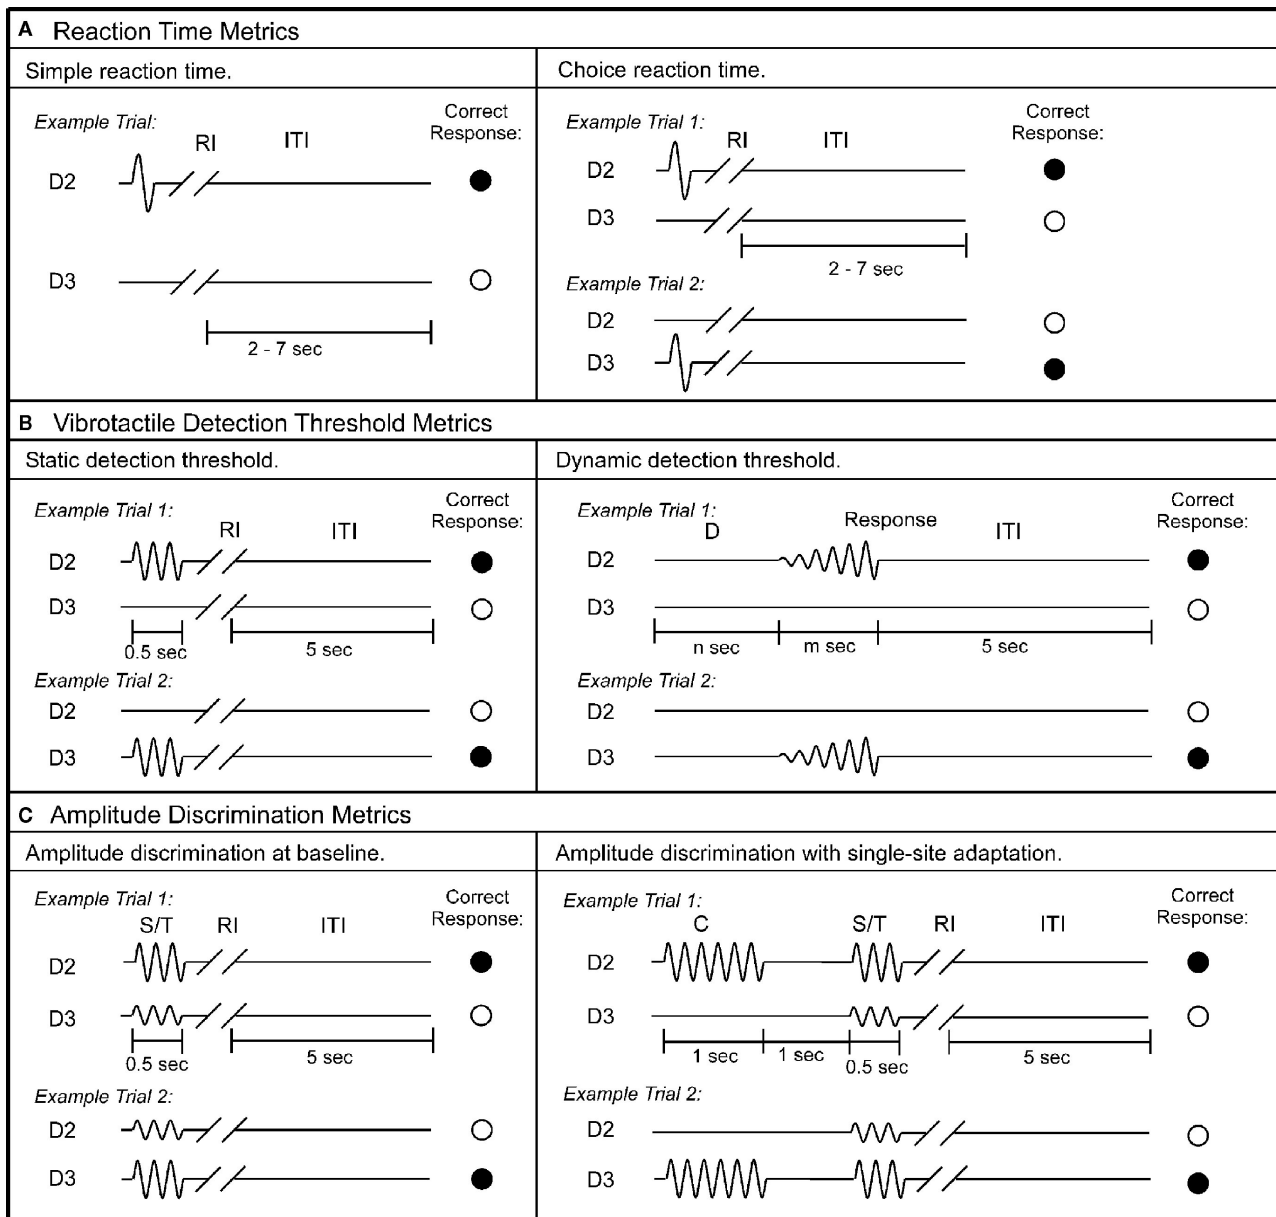 A Reaction Time Metrics
Simple reaction time.
Example Trial:
RI ITI
Correct
Response:
D2
D3
2 - 7 sec
Choice reaction time.
Example Trial 1:
RI ITI
Correct
Response:
D2
D3
2 - 7 sec
Example Trial 2:
D2
D3
B Vibrotactile Detection Threshold Metrics
Static detection threshold.
Example Trial 1:
RI ITI
Correct
Response:
D2
D3
0.5 sec 5 sec
Example Trial 2:
D2
D3
Dynamic detection threshold.
Example Trial 1:
D Response ITI
Correct
Response:
D2
D3
n sec m sec 5 sec
Example Trial 2:
D2
D3
C Amplitude Discrimination Metrics
Amplitude discrimination at baseline.
Example Trial 1:
S/T RI ITI
Correct
Response:
D2
D3
0.5 sec 5 sec
Example Trial 2:
D2
D3
Amplitude discrimination with single-site adaptation.
Example Trial 1:
C S/T RI ITI
Correct
Response:
D2
D3
1 sec 1 sec 0.5 sec 5 sec
Example Trial 2:
D2
D3